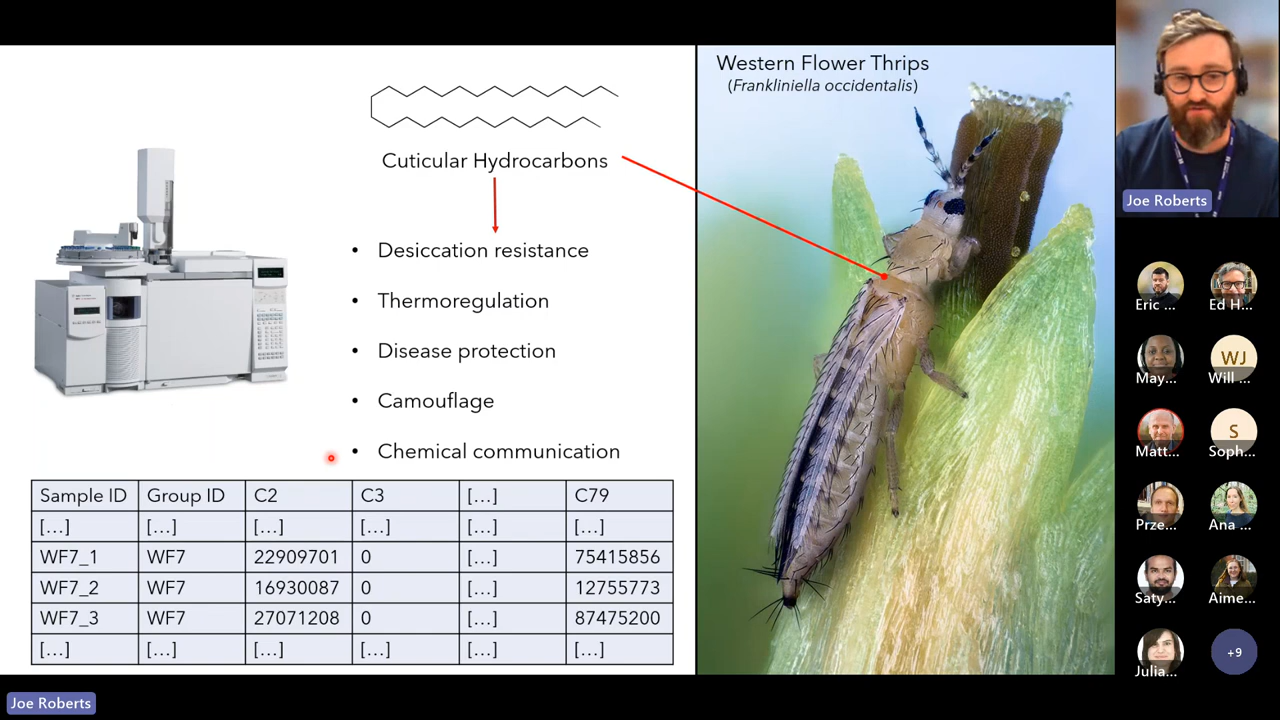 Cuticular Hydrocarbons
• Desiccation resistance
• Thermoregulation
• Disease protection
• Camouflage
• Chemical communication
Sample ID Group ID C2 C3 [...] C79
[...] [...] [...] [...] [...] [...]
WF7_1 WF7 22909701 0 [...] 75415856
WF7_2 WF7 16930087 0 [...] 12755773
WF7_3 WF7 27071208 0 [...] 87475200
[...] [...] [...] [...] [...] [...]
Western Flower Thrips
(Frankliniella occidentalis)
Joe Roberts
Eric ...
Ed H...
May...
WJ
Will ...
Matt...
S
Soph...
Prze...
Ana ...
Saty...
Aime...
Julia...
+9
Joe Roberts